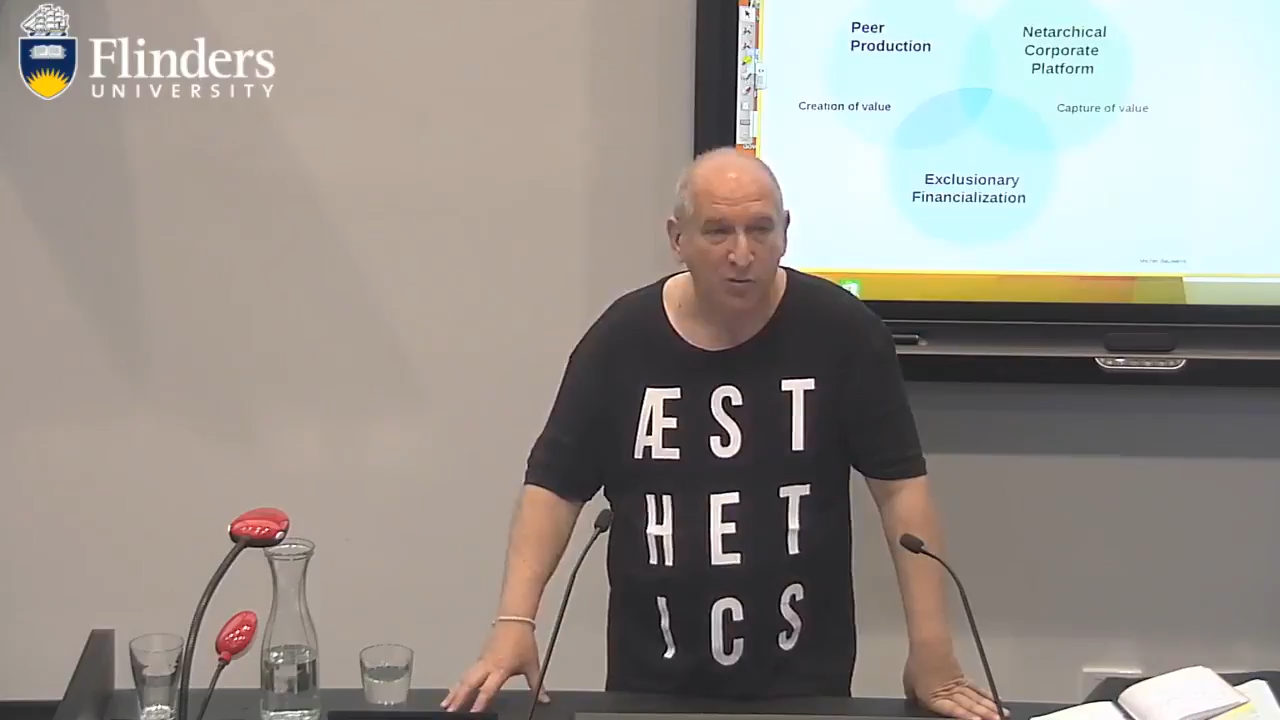 Flinders
UNIVERSITY
Peer
Production
Netarchical
Corporate
Platform
Creation of value
Capture of value
Exclusionary
Financialization
ÆST
HET
ICS